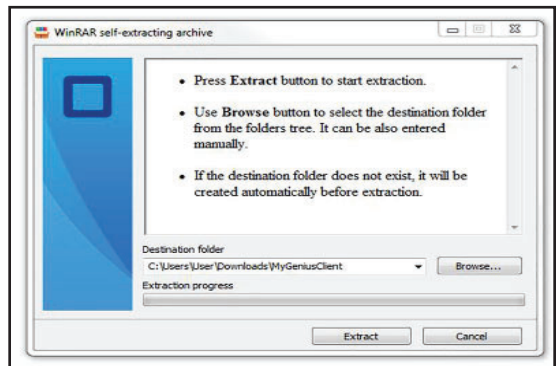 WinRAR self-extracting archive
• Press Extract button to start extraction.
• Use Browse button to select the destination folder
from the folders tree. It can be also entered
manually.
• If the destination folder does not exist, it will be
created automatically before extraction.
Destination folder
C:\Users\User\Downloads\MyGeniusClient
Browse...
Extraction progress
Extract
Cancel